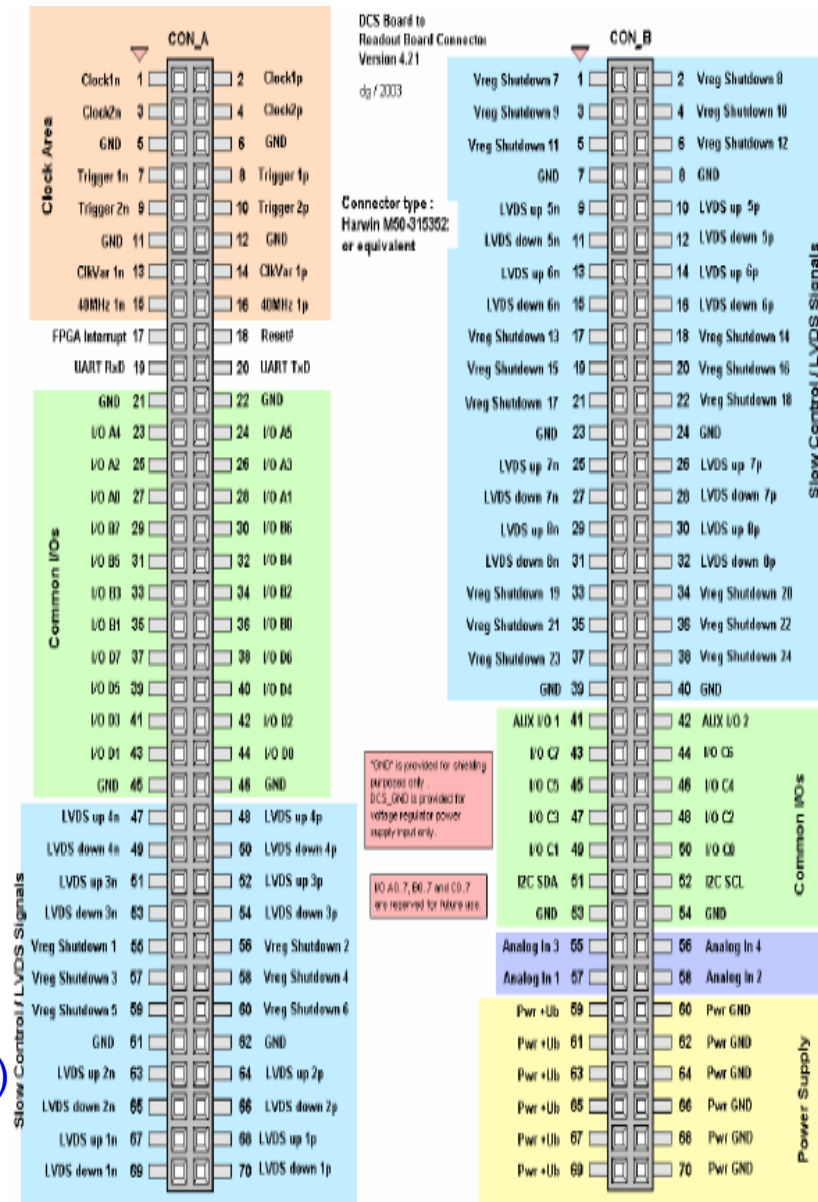 DCS Board to
Readout Board Connector
Version 4.21
dg / 2003
Connector type :
Harwin M50-315352:
or equivalent
CON_A
Clock Area
Clock1n 1 2 Clock1p
Clock2n 3 4 Clock2p
GND 5 6 GND
Trigger 1n 7 8 Trigger 1p
Trigger 2n 9 10 Trigger 2p
GND 11 12 GND
ClkVar 1n 13 14 ClkVar 1p
40MHz 1n 15 16 40MHz 1p
FPGA Interrupt 17 18 Reset#
UART RxD 19 20 UART TxD
Common I/Os
GND 21 22 GND
I/O A4 23 24 I/O A5
I/O A2 25 26 I/O A3
I/O A0 27 28 I/O A1
I/O B7 29 30 I/O B6
I/O B5 31 32 I/O B4
I/O B3 33 34 I/O B2
I/O B1 35 36 I/O B0
I/O D7 37 38 I/O D6
I/O D5 39 40 I/O D4
I/O D3 41 42 I/O D2
I/O D1 43 44 I/O D0
GND 45 46 GND
Slow Control / LVDS Signals
LVDS up 4n 47 48 LVDS up 4p
LVDS down 4n 49 50 LVDS down 4p
LVDS up 3n 51 52 LVDS up 3p
LVDS down 3n 53 54 LVDS down 3p
Vreg Shutdown 1 55 56 Vreg Shutdown 2
Vreg Shutdown 3 57 58 Vreg Shutdown 4
Vreg Shutdown 5 59 60 Vreg Shutdown 6
GND 61 62 GND
LVDS up 2n 63 64 LVDS up 2p
LVDS down 2n 65 66 LVDS down 2p
LVDS up 1n 67 68 LVDS up 1p
LVDS down 1n 69 70 LVDS down 1p
)
"GND" is provided for shielding
purposes only .
DCS_GND is provided for
voltage regulator power
supply input only.
I/O A0..7, B0..7 and C0..7
are reserved for future use.
CON_B
Slow Control / LVDS Signals
Vreg Shutdown 7 1 2 Vreg Shutdown 8
Vreg Shutdown 9 3 4 Vreg Shutdown 10
Vreg Shutdown 11 5 6 Vreg Shutdown 12
GND 7 8 GND
LVDS up 5n 9 10 LVDS up 5p
LVDS down 5n 11 12 LVDS down 5p
LVDS up 6n 13 14 LVDS up 6p
LVDS down 6n 15 16 LVDS down 6p
Vreg Shutdown 13 17 18 Vreg Shutdown 14
Vreg Shutdown 15 19 20 Vreg Shutdown 16
Vreg Shutdown 17 21 22 Vreg Shutdown 18
GND 23 24 GND
LVDS up 7n 25 26 LVDS up 7p
LVDS down 7n 27 28 LVDS down 7p
LVDS up 8n 29 30 LVDS up 8p
LVDS down 8n 31 32 LVDS down 8p
Vreg Shutdown 19 33 34 Vreg Shutdown 20
Vreg Shutdown 21 35 36 Vreg Shutdown 22
Vreg Shutdown 23 37 38 Vreg Shutdown 24
GND 39 40 GND
Common I/Os
AUX I/O 1 41 42 AUX I/O 2
I/O C7 43 44 I/O C6
I/O C5 45 46 I/O C4
I/O C3 47 48 I/O C2
I/O C1 49 50 I/O C0
I2C SDA 51 52 I2C SCL
GND 53 54 GND
Analog In 3 55 56 Analog In 4
Analog In 1 57 58 Analog In 2
Power Supply
Pwr +Ub 59 60 Pwr GND
Pwr +Ub 61 62 Pwr GND
Pwr +Ub 63 64 Pwr GND
Pwr +Ub 65 66 Pwr GND
Pwr +Ub 67 68 Pwr GND
Pwr +Ub 69 70 Pwr GND